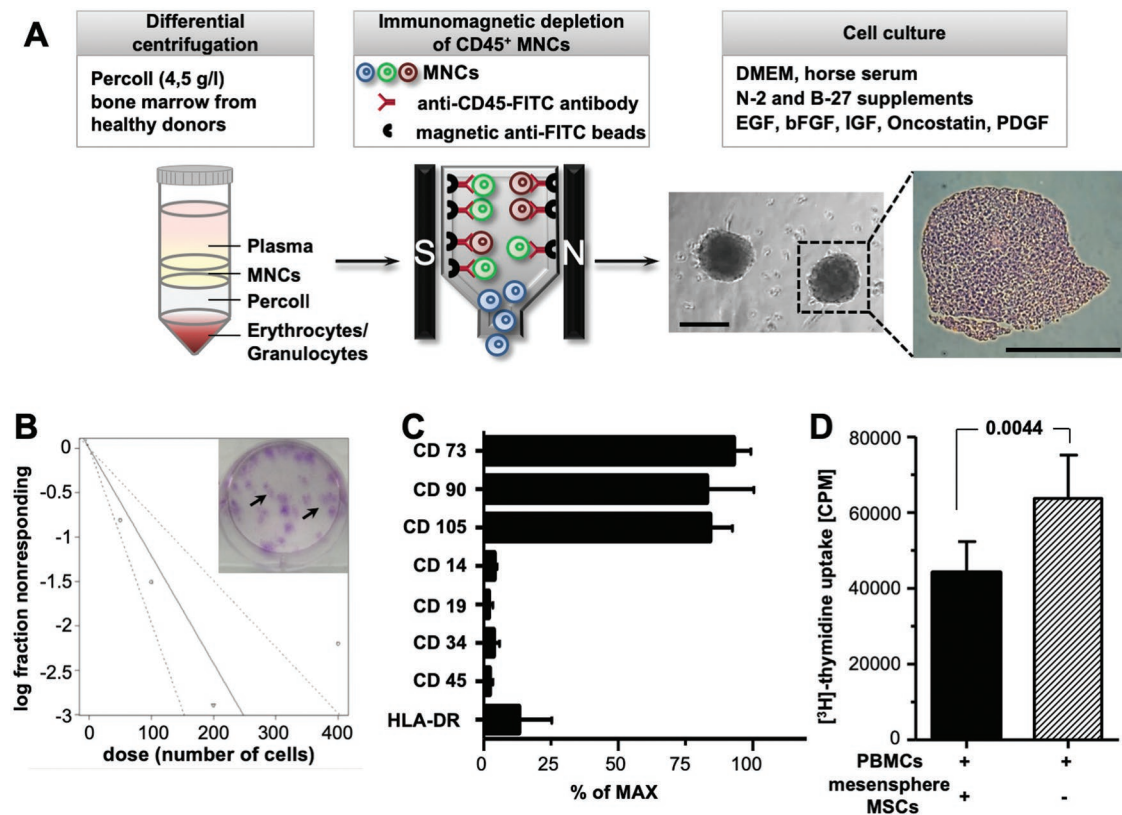 A
Differential
centrifugation
Percoll (4,5 g/l)
bone marrow from
healthy donors
Plasma
MNCs
Percoll
Erythrocytes/
Granulocytes
Immunomagnetic depletion
of CD45⁺ MNCs
MNCs
anti-CD45-FITC antibody
magnetic anti-FITC beads
S
N
Cell culture
DMEM, horse serum
N-2 and B-27 supplements
EGF, bFGF, IGF, Oncostatin, PDGF
B
log fraction nonresponding
0
-0.5
-1
-1.5
-2
-2.5
-3
0 100 200 300 400
dose (number of cells)
C
CD 73
CD 90
CD 105
CD 14
CD 19
CD 34
CD 45
HLA-DR
0 25 75 100
% of MAX
D
[³H]-thymidine uptake [CPM]
80000
60000
40000
20000
0
0.0044
PBMCs + +
mesensphere
MSCs + -